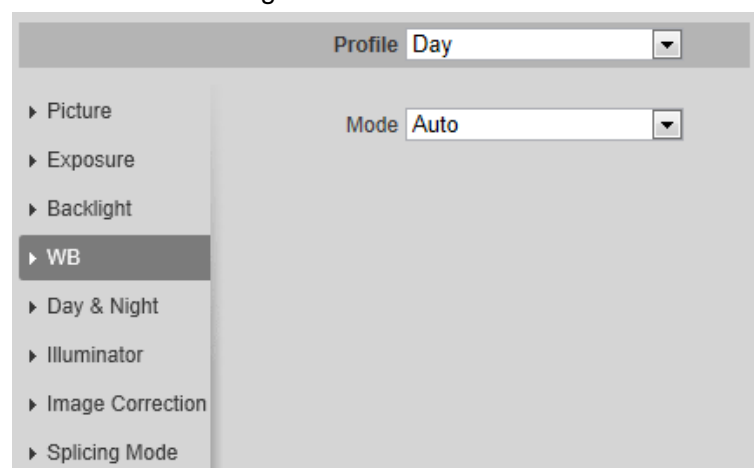 Profile Day
Picture
Mode Auto
Exposure
Backlight
WB
Day & Night
Illuminator
Image Correction
Splicing Mode